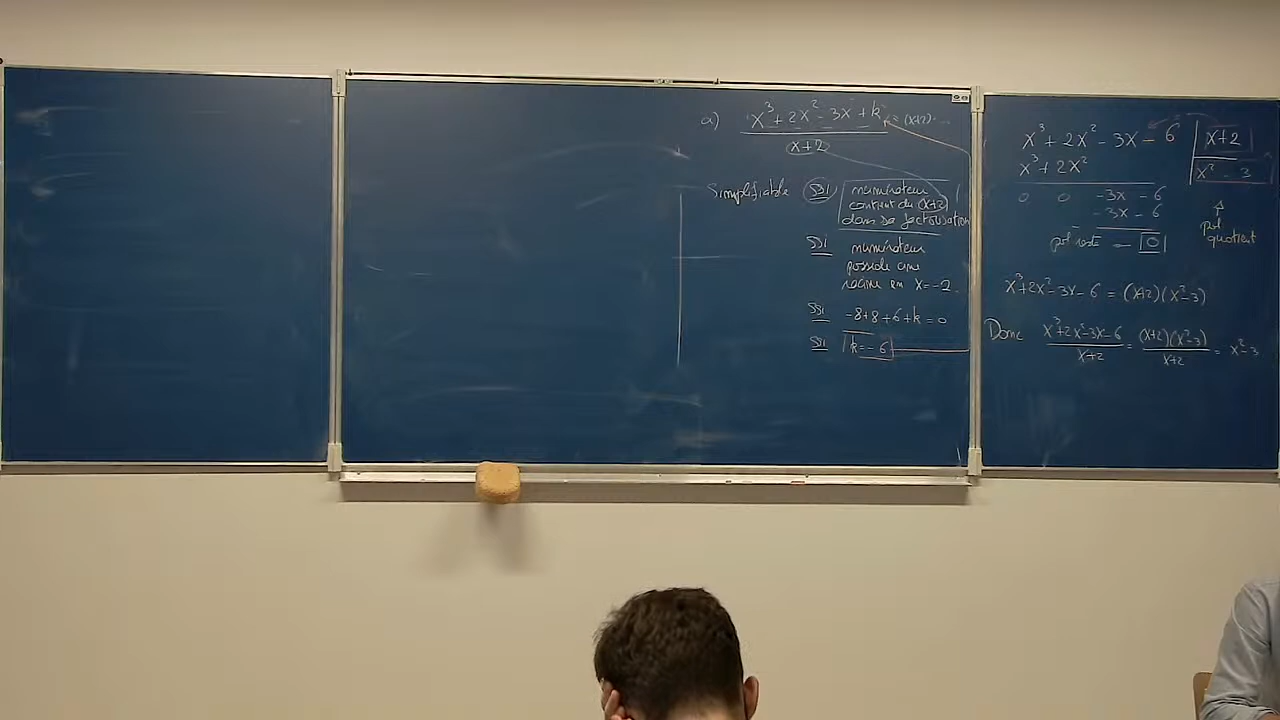 a) x³ + 2x² - 3x + k = (x+2)...
x+2
Simplifiable SSI numérateur
contient du (x+2)
dans sa factorisation
SSI numérateur
possède une
racine en x = -2.
SSI -8+8+6+k = 0
SSI k = -6
x³ + 2x² - 3x - 6 | x+2
x³ + 2x² | x² - 3
0 0 -3x - 6
-3x - 6
pol reste = 0
pol quotient
x³+2x²-3x-6 = (x+2)(x²-3)
Donc x³+2x²-3x-6 / x+2 = (x+2)(x²-3) / x+2 = x²-3